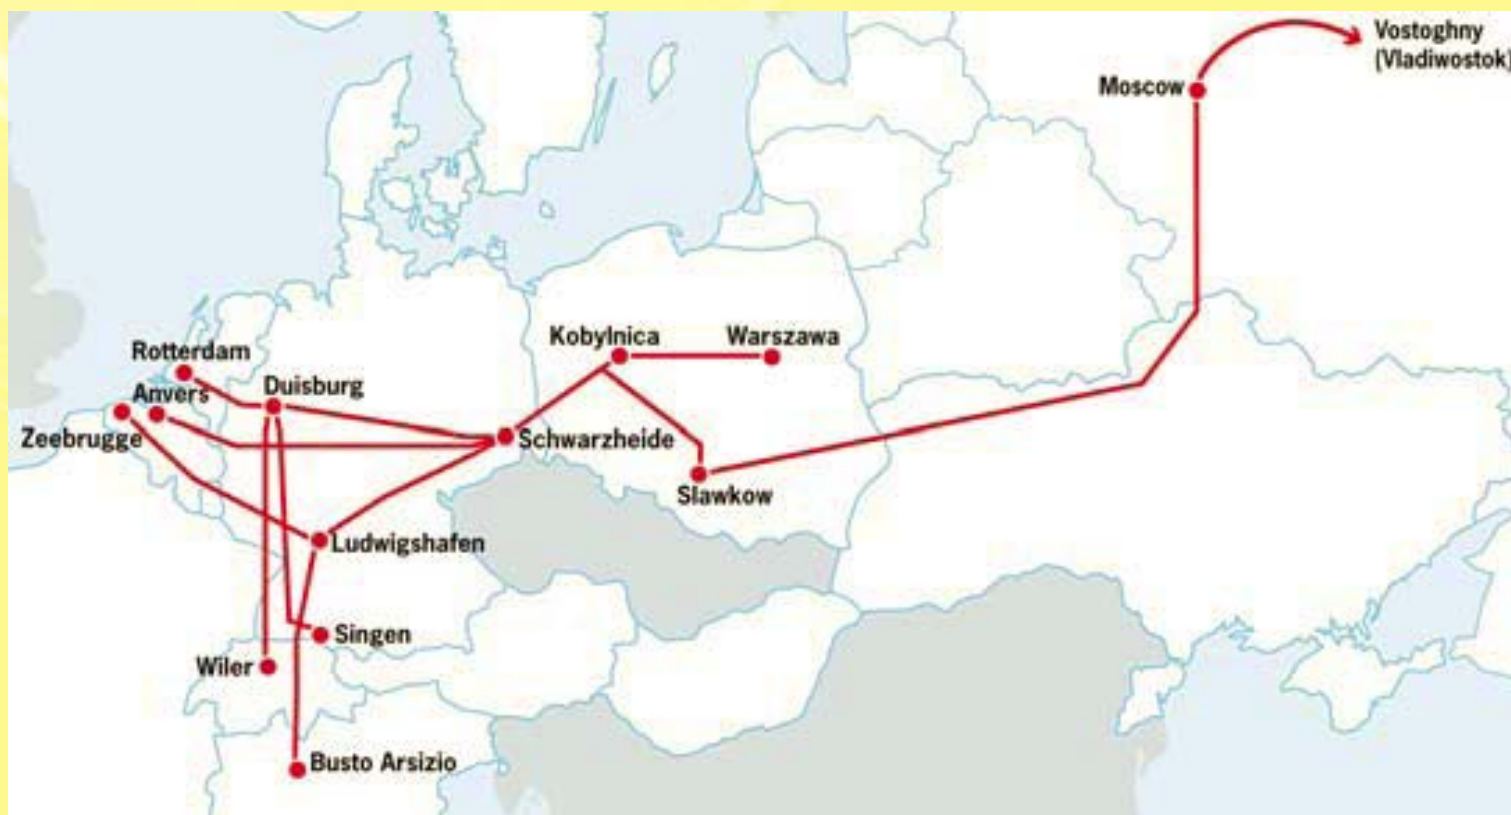 Vostoghny
(Vladiwostok)
Moscow
Kobylnica
Warszawa
Rotterdam
Duisburg
Anvers
Zeebrugge
Schwarzheide
Slawkow
Ludwigshafen
Singen
Wiler
Busto Arsizio